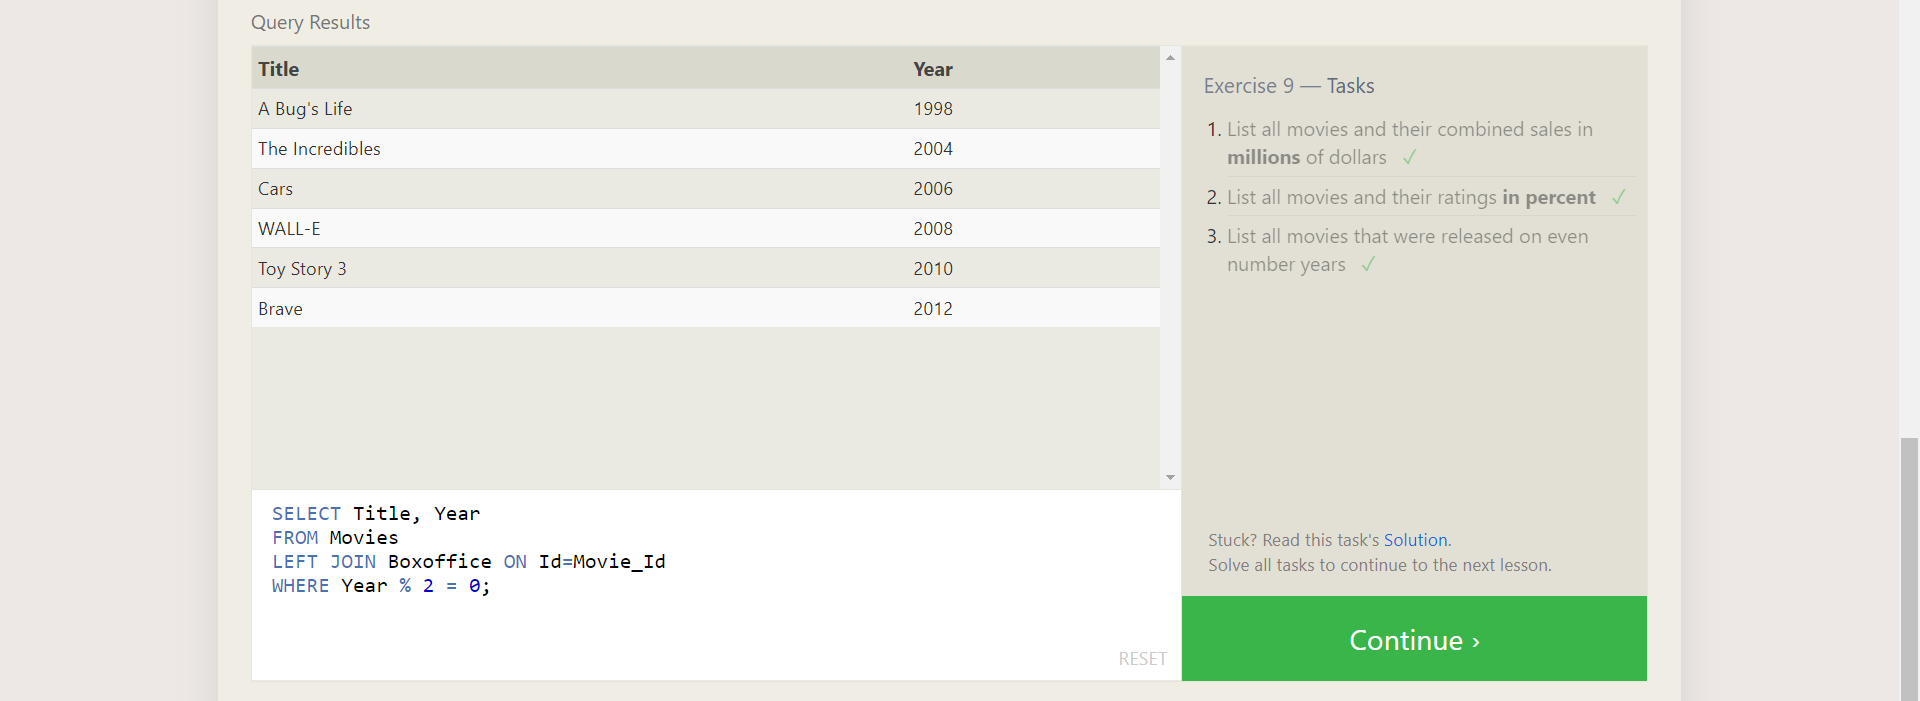 Query Results
Title Year
A Bug's Life 1998
The Incredibles 2004
Cars 2006
WALL-E 2008
Toy Story 3 2010
Brave 2012
SELECT Title, Year
FROM Movies
LEFT JOIN Boxoffice ON Id=Movie_Id
WHERE Year % 2 = 0;
RESET
Exercise 9 — Tasks
1. List all movies and their combined sales in
millions of dollars ✓
2. List all movies and their ratings in percent ✓
3. List all movies that were released on even
number years ✓
Stuck? Read this task's Solution.
Solve all tasks to continue to the next lesson.
Continue ›